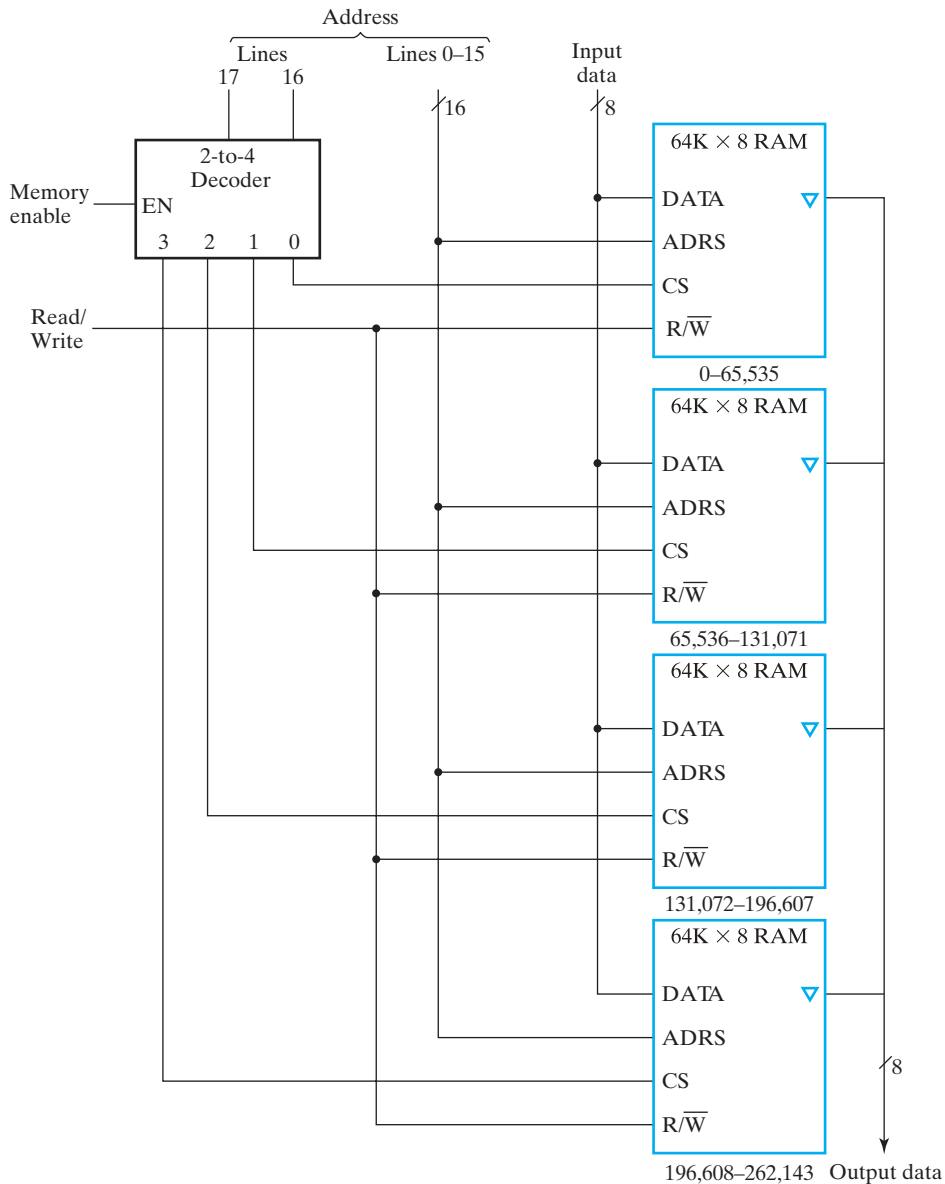 Address
Lines
Lines 0–15
Input
data
17 16
16
8
2-to-4
Decoder
Memory
enable
EN
3 2 1 0
Read/
Write
64K × 8 RAM
DATA
ADRS
CS
R/W̅
0–65,535
64K × 8 RAM
DATA
ADRS
CS
R/W̅
65,536–131,071
64K × 8 RAM
DATA
ADRS
CS
R/W̅
131,072–196,607
64K × 8 RAM
DATA
ADRS
CS
R/W̅
8
196,608–262,143
Output data